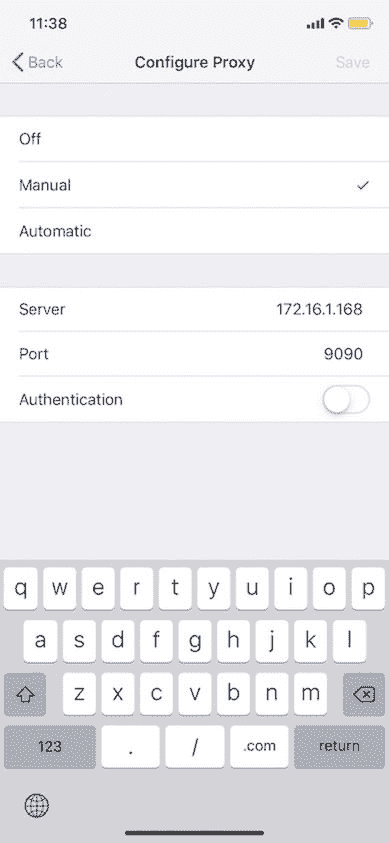 11:38
Back Configure Proxy Save
Off
Manual
Automatic
Server 172.16.1.168
Port 9090
Authentication
q w e r t y u i o p
a s d f g h j k l
z x c v b n m
123 . / .com return